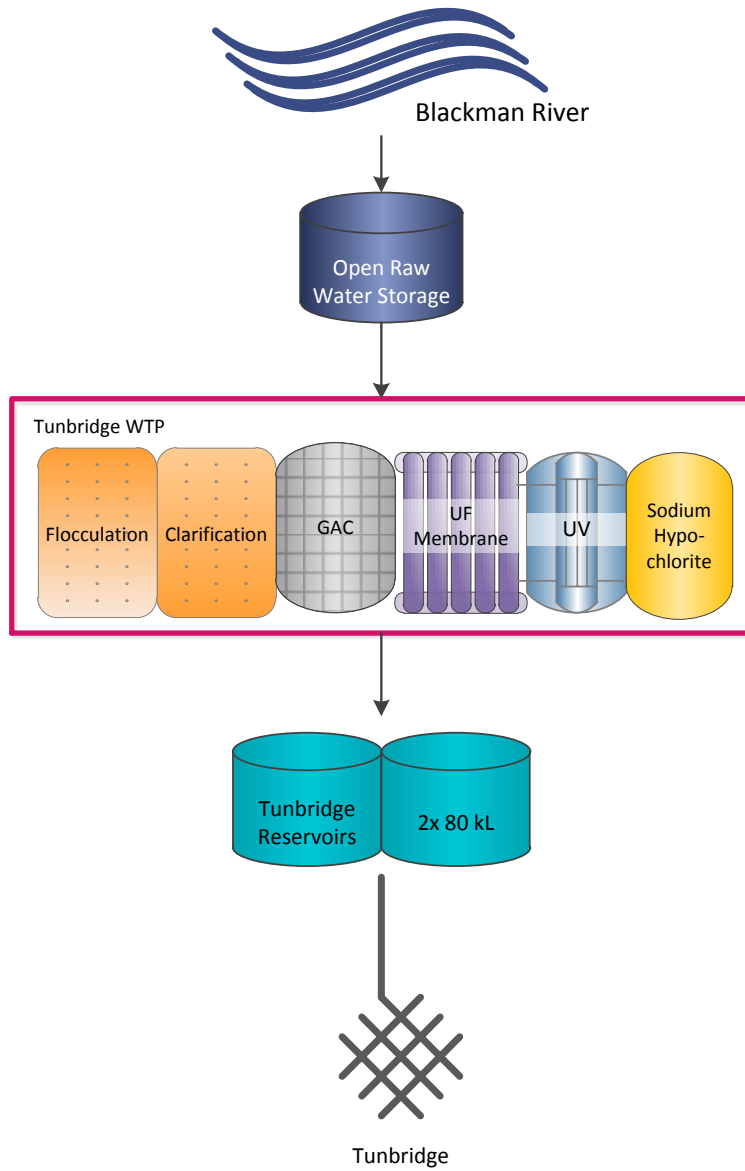 Blackman River
Open Raw
Water Storage
Tunbridge WTP
Flocculation
Clarification
GAC
UF
Membrane
UV
Sodium
Hypo-
chlorite
Tunbridge
Reservoirs
2x 80 kL
Tunbridge